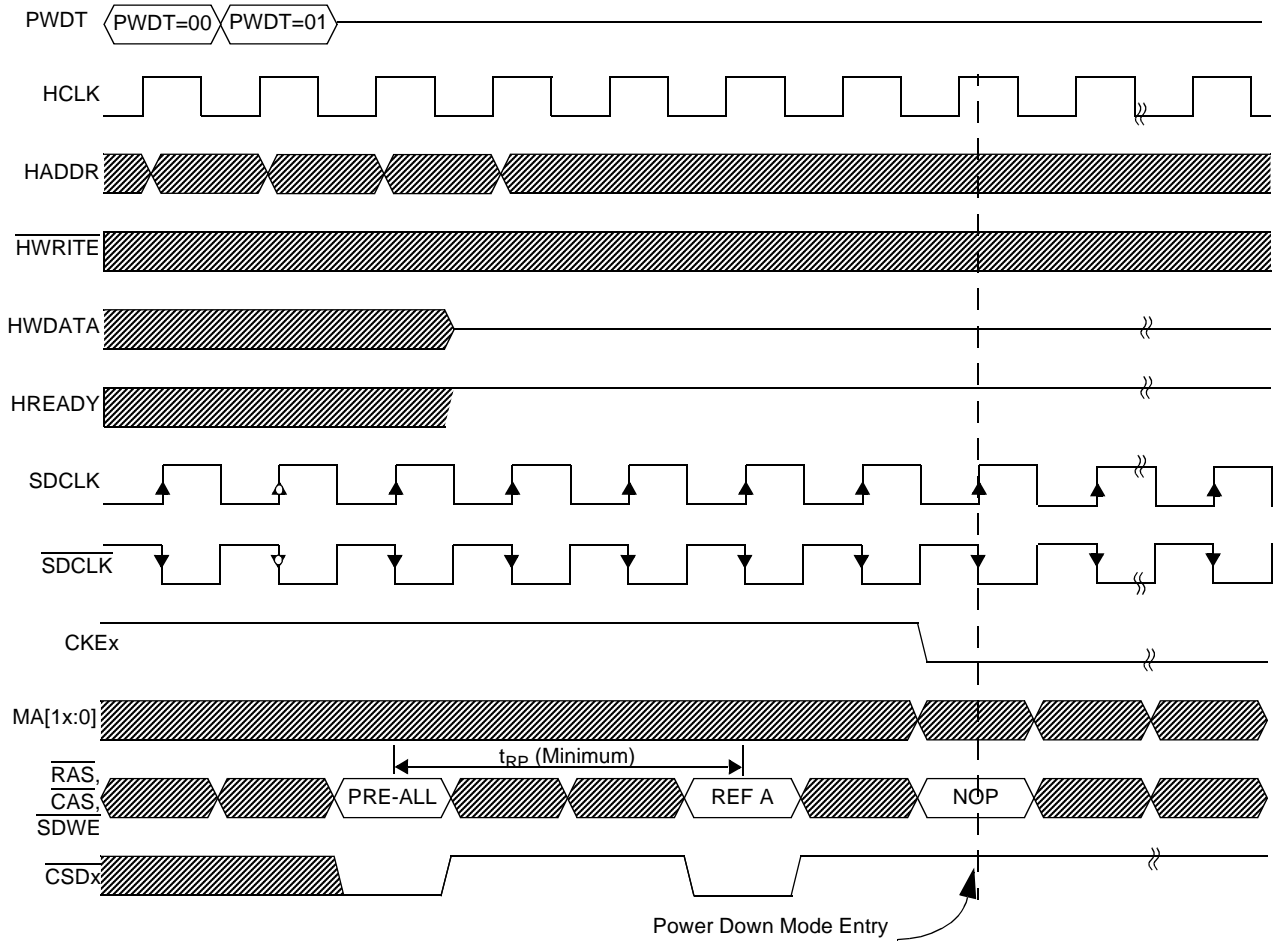 PWDT PWDT=00 PWDT=01
HCLK
HADDR
HWRITE
HWDATA
HREADY
SDCLK
SDCLK
CKEx
MA[1x:0]
tRP (Minimum)
RAS,
CAS, PRE-ALL REF A NOP
SDWE
CSDx
Power Down Mode Entry